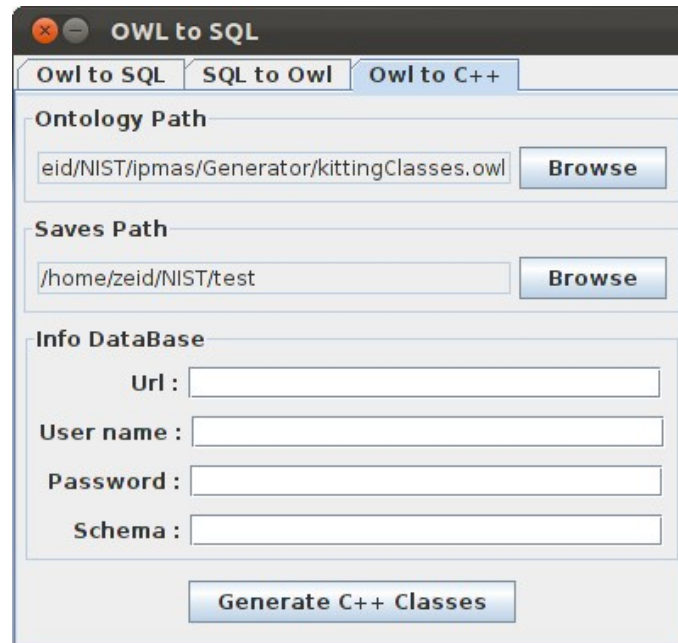 OWL to SQL
Owl to SQL SQL to Owl Owl to C++
Ontology Path
eid/NIST/ipmas/Generator/kittingClasses.owl Browse
Saves Path
/home/zeid/NIST/test Browse
Info DataBase
Url :
User name :
Password :
Schema :
Generate C++ Classes